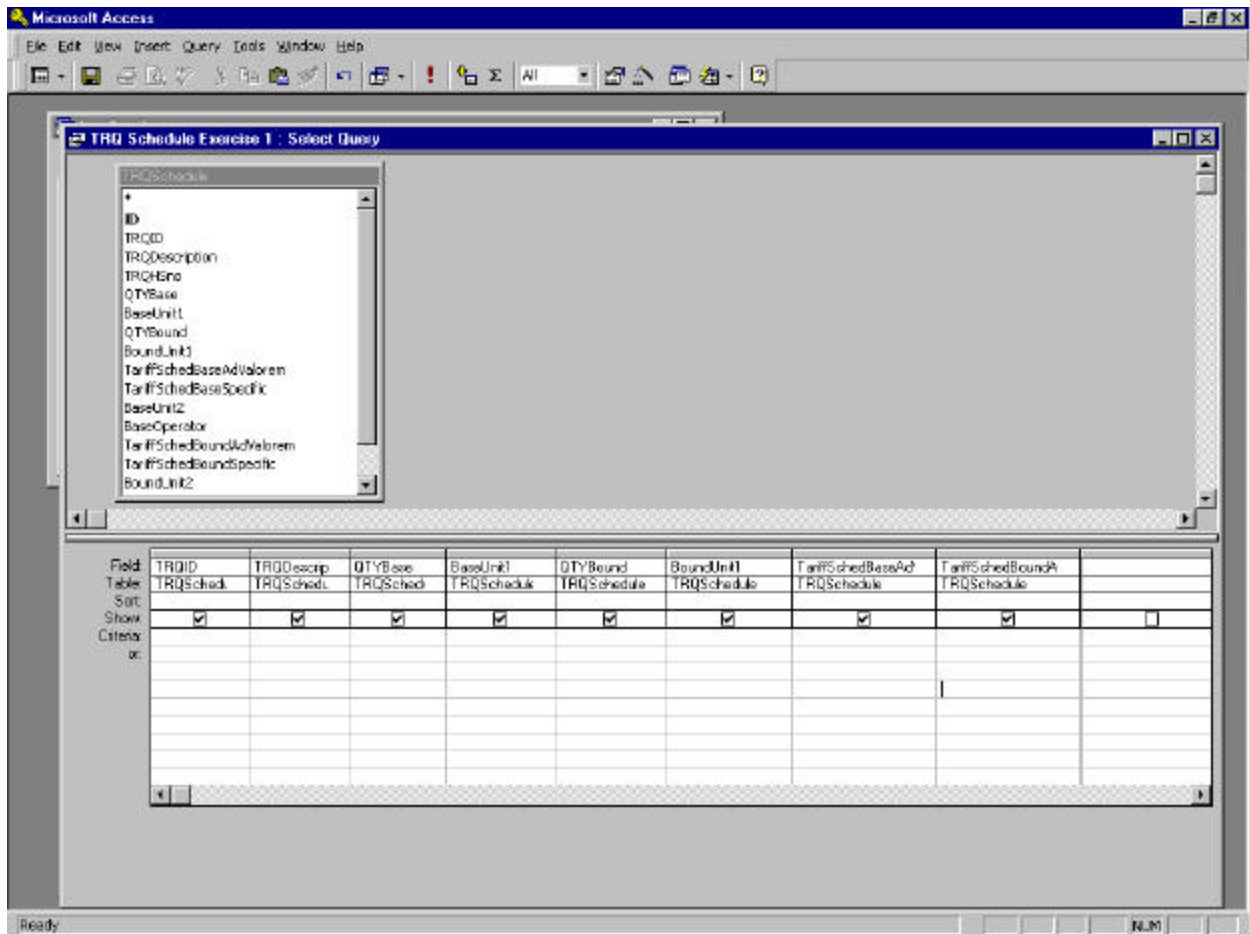 Microsoft Access
File Edit View Insert Query Tools Window Help
Σ All
TRQ Schedule Exercise 1 : Select Query
TRQSchedule
*
ID
TRQID
TRQDescription
TRQHSno
QTYBase
BaseUnit1
QTYBound
BoundUnit1
TariffSchedBaseAdValorem
TariffSchedBaseSpecific
BaseUnit2
BaseOperator
TariffSchedBoundAdValorem
TariffSchedBoundSpecific
BoundUnit2
Field: TRQID TRQDescrip QTYBase BaseUnit1 QTYBound BoundUnit1 TariffSchedBaseAd TariffSchedBoundA
Table: TRQSchedu TRQSchedu TRQSchedu TRQSchedule TRQSchedule TRQSchedule TRQSchedule TRQSchedule
Sort:
Show:
Criteria:
or:
Ready NUM